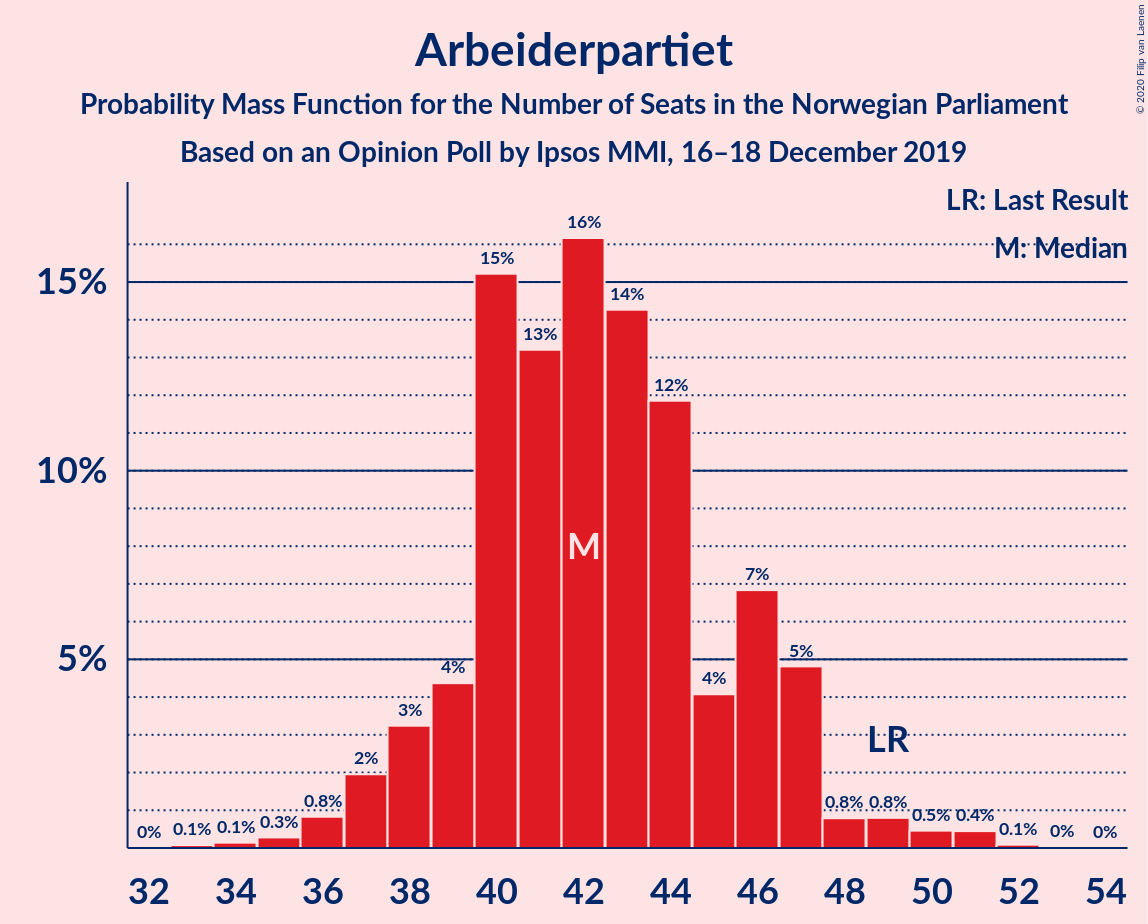 Arbeiderpartiet
Probability Mass Function for the Number of Seats in the Norwegian Parliament
Based on an Opinion Poll by Ipsos MMI, 16–18 December 2019
© 2020 Filip van Laenen
LR: Last Result
M: Median
15%
10%
5%
0%
0.1%
0.1%
0.3%
0.8%
2%
3%
4%
15%
13%
16%
14%
12%
4%
7%
5%
0.8%
0.8%
0.5%
0.4%
0.1%
0%
0%
M
LR
32 34 36 38 40 42 44 46 48 50 52 54